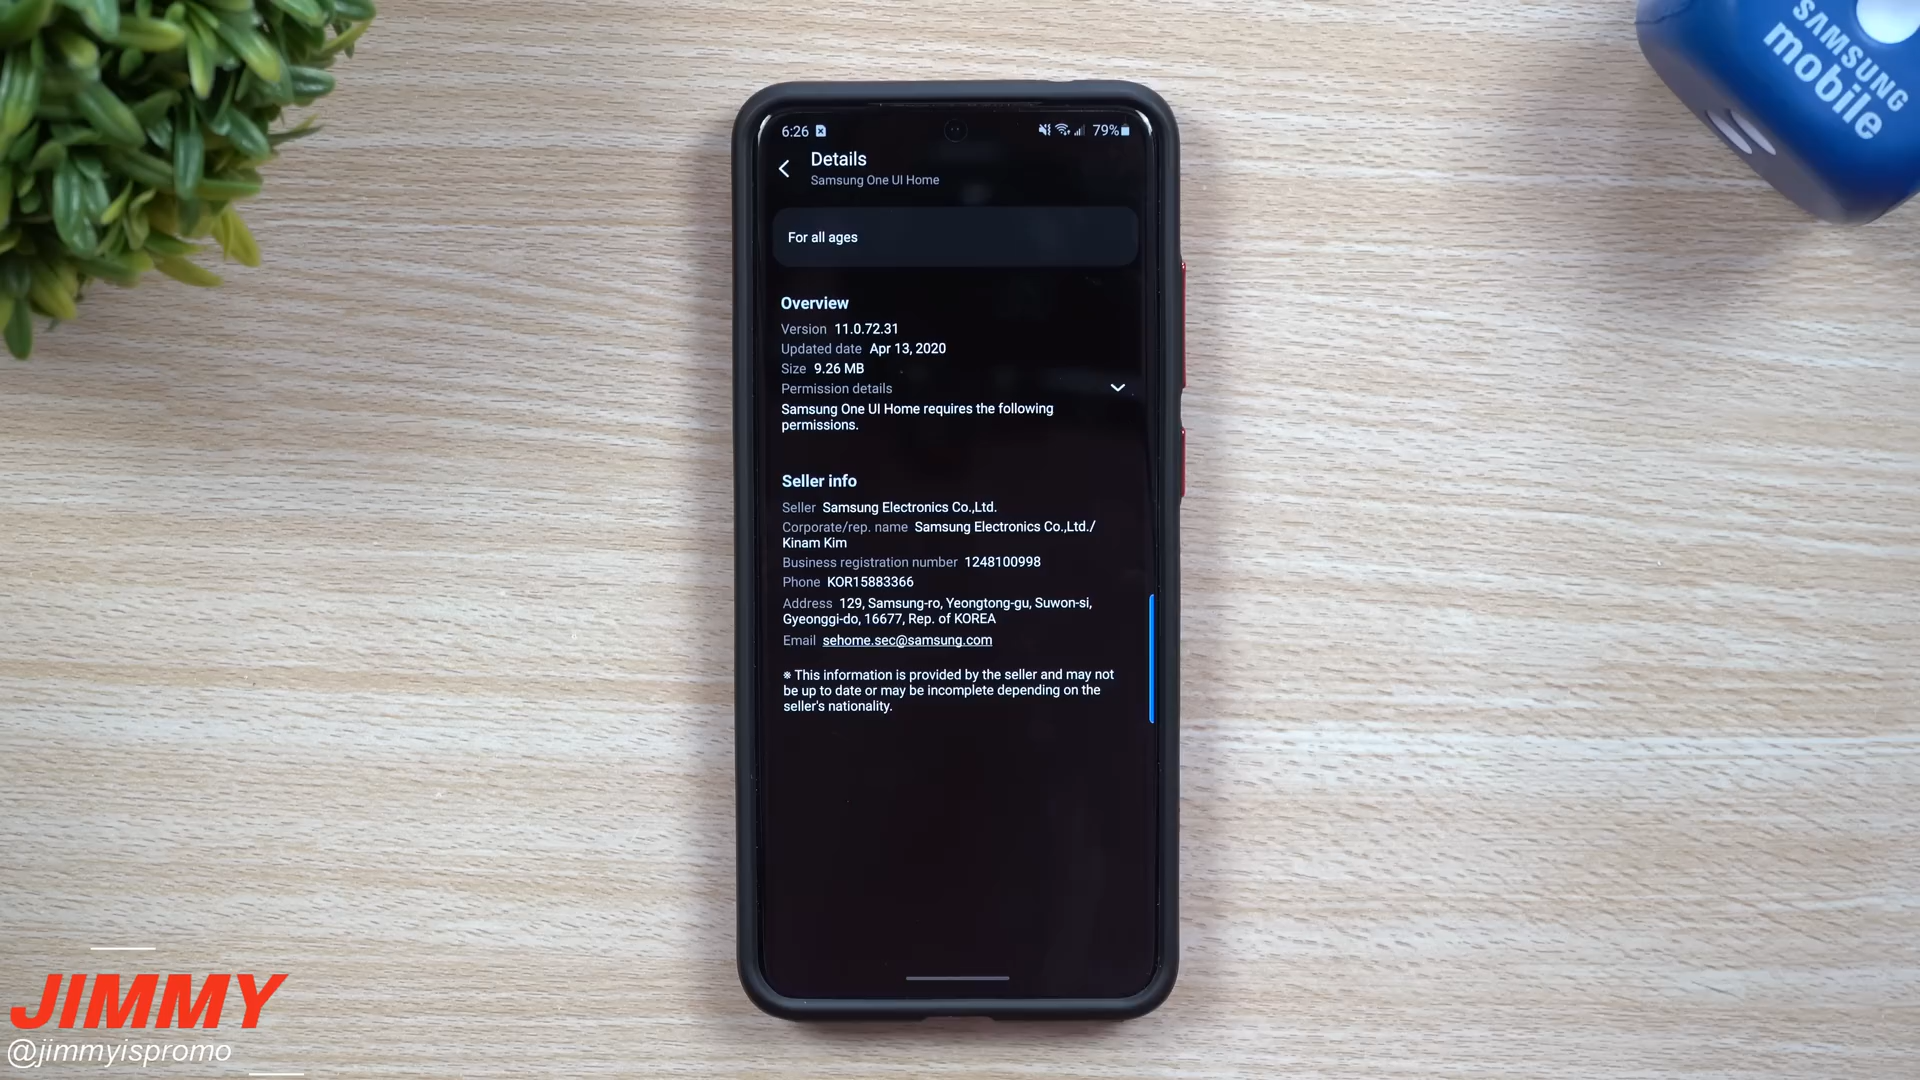 SAMSUNG
mobile
6:26
79%
Details
Samsung One UI Home
For all ages
Overview
Version 11.0.72.31
Updated date Apr 13, 2020
Size 9.26 MB
Permission details
Samsung One UI Home requires the following
permissions.
Seller info
Seller Samsung Electronics Co.,Ltd.
Corporate/rep. name Samsung Electronics Co.,Ltd./
Kinam Kim
Business registration number 1248100998
Phone KOR15883366
Address 129, Samsung-ro, Yeongtong-gu, Suwon-si,
Gyeonggi-do, 16677, Rep. of KOREA
Email sehome.sec@samsung.com
※ This information is provided by the seller and may not
be up to date or may be incomplete depending on the
seller's nationality.
JIMMY
@jimmyispromo